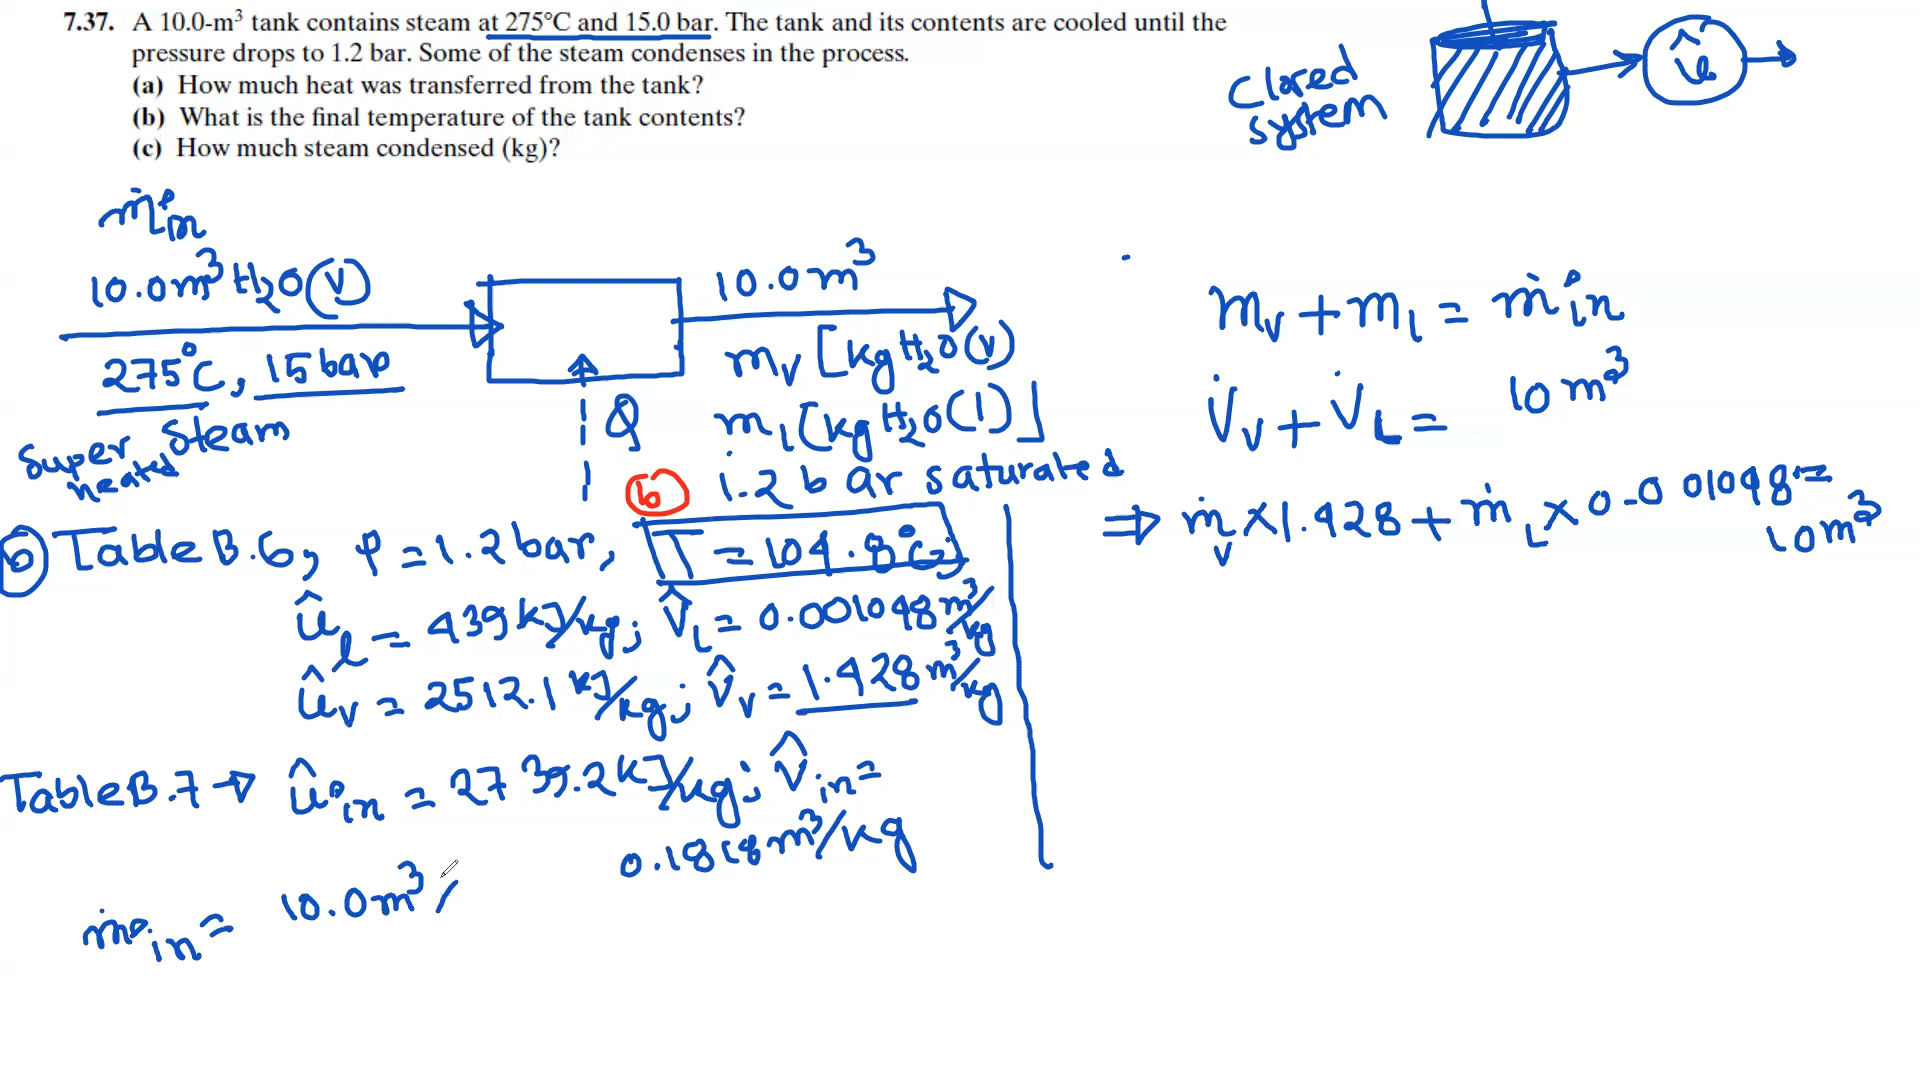 7.37. A 10.0-m³ tank contains steam at 275°C and 15.0 bar. The tank and its contents are cooled until the
pressure drops to 1.2 bar. Some of the steam condenses in the process.
(a) How much heat was transferred from the tank?
(b) What is the final temperature of the tank contents?
(c) How much steam condensed (kg)?
Closed
system
û
ṁin
10.0m³ H₂O(v)
275°C, 15 bar
Super heated Steam
Q
10.0 m³
mv [kg H₂O(v)
ml [kg H₂O(l)]
(b) 1.2 bar saturated
mv + ml = ṁin
V̇v + V̇L = 10 m³
⇒ ṁv × 1.428 + ṁL × 0.001048 = 10m³
(b) Table B.6, P = 1.2 bar, T = 104.8°C
ûl = 439 kJ/kg; V̂L = 0.001048 m³/kg
ûv = 2512.1 kJ/kg; V̂v = 1.428 m³/kg
Table B.7 → ûin = 2739.2 kJ/kg; V̂in =
0.1818 m³/kg
ṁin = 10.0m³/